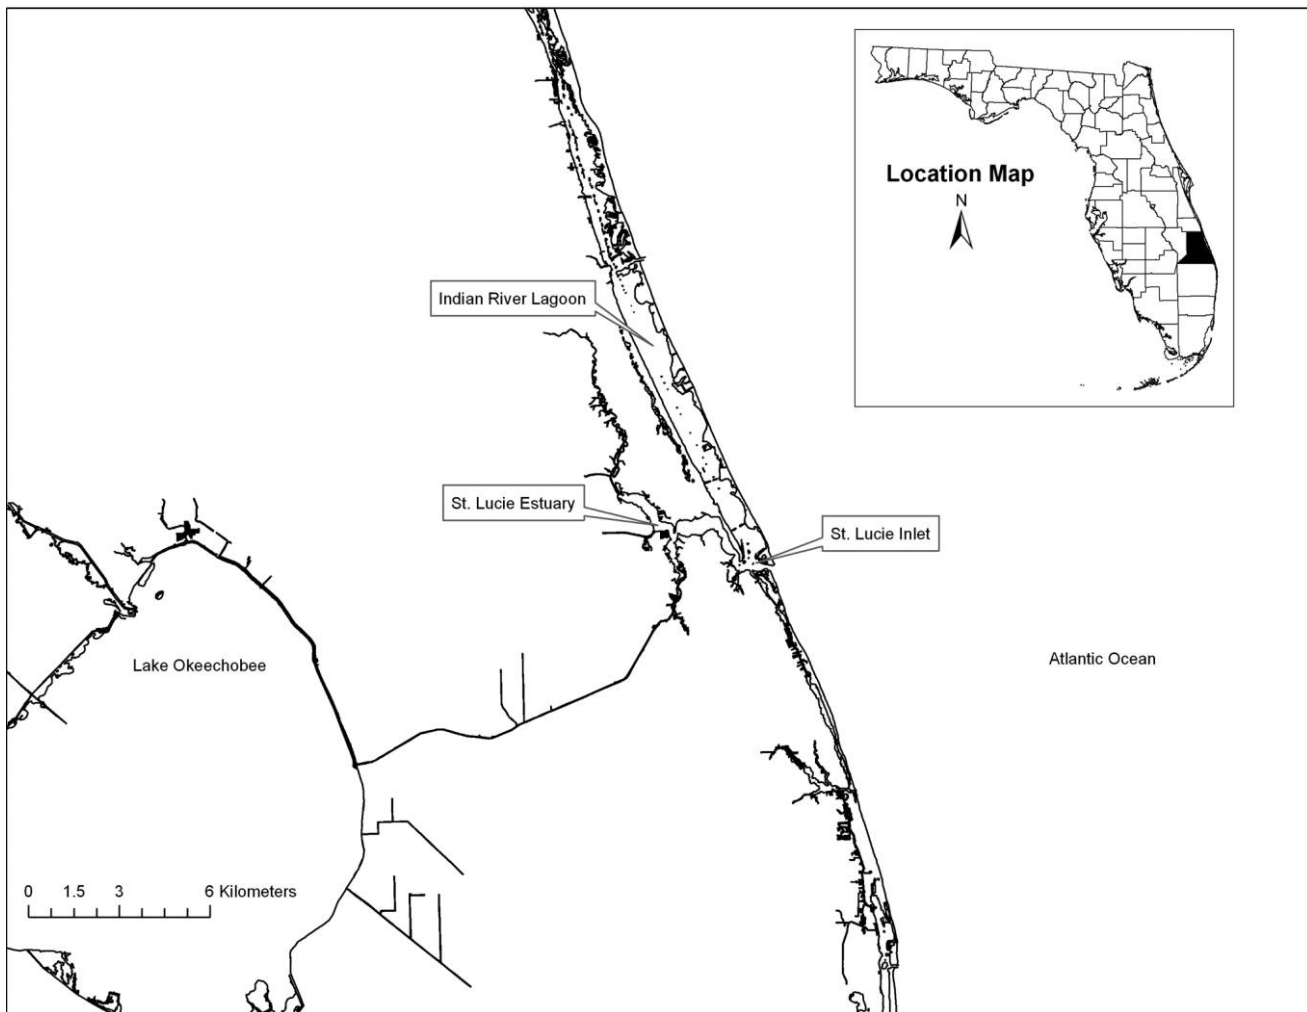 Location Map
N
Indian River Lagoon
St. Lucie Estuary
St. Lucie Inlet
Lake Okeechobee
Atlantic Ocean
0 1.5 3 6 Kilometers